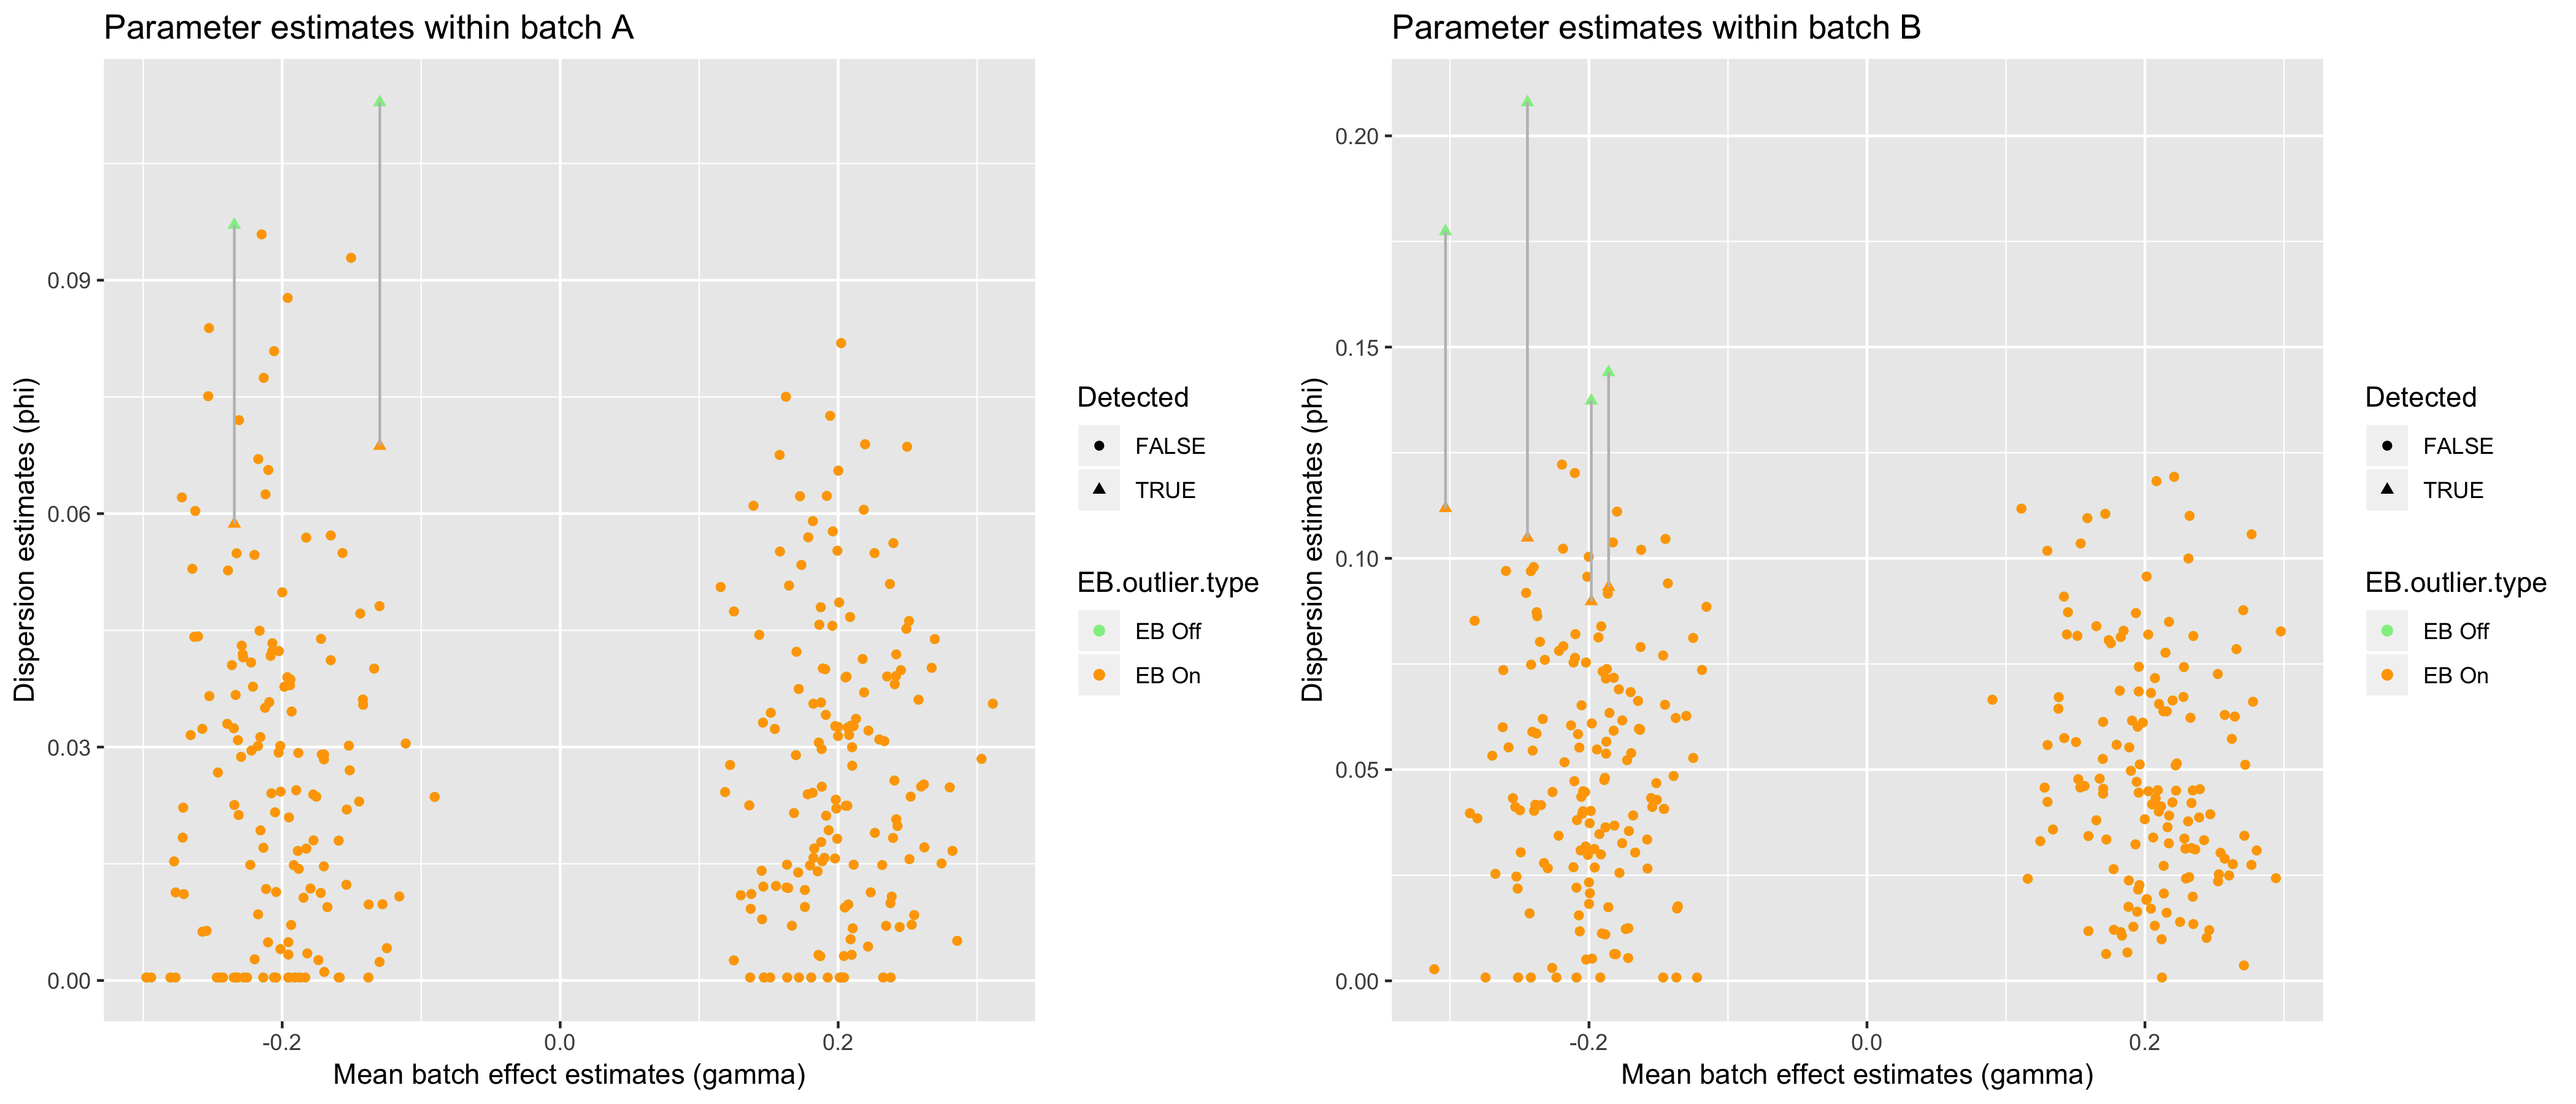 Parameter estimates within batch A
Dispersion estimates (phi)
0.09
0.06
0.03
0.00
-0.2
0.0
0.2
Mean batch effect estimates (gamma)
Detected
FALSE
TRUE
EB.outlier.type
EB Off
EB On
Parameter estimates within batch B
Dispersion estimates (phi)
0.20
0.15
0.10
0.05
0.00
-0.2
0.0
0.2
Mean batch effect estimates (gamma)
Detected
FALSE
TRUE
EB.outlier.type
EB Off
EB On